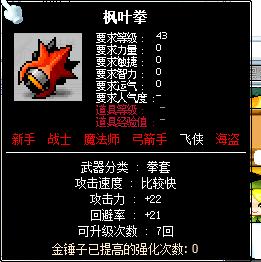 枫叶拳
要求等级： 43
要求力量： 0
要求敏捷： 0
要求智力： 0
要求运气： 0
要求人气度： -
道具等级： -
道具经验值： -
新手 战士 魔法师 弓箭手 飞侠 海盗
武器分类 : 拳套
攻击速度 : 比较快
攻击力 : +22
回避率 : +21
可升级次数 : 7回
金锤子已提高的强化次数: 0